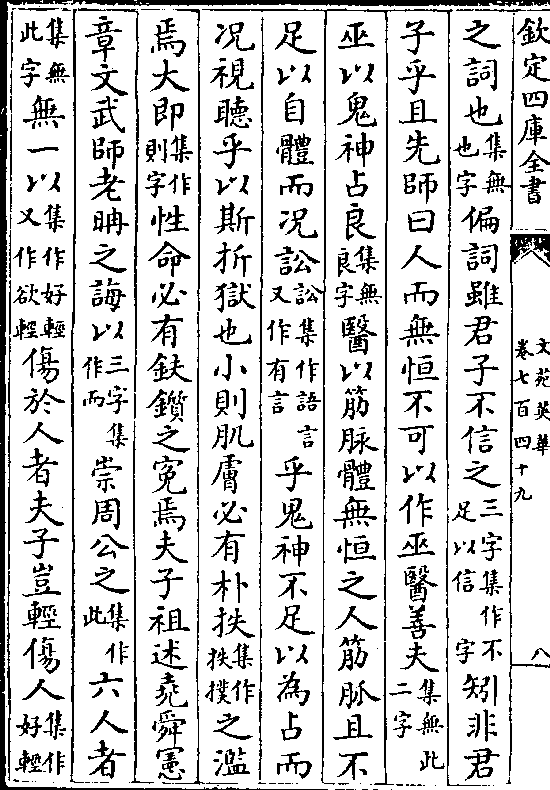 欽定四庫全書
文苑英華
卷七百四十九
八
之詞也集無也字偏詞雖君子不信之三字集作不足以信字矧非君
子乎且先師曰人而無恒不可以作巫醫善夫集無此二字
巫以鬼神占良集無良字醫以筋脉體無恒之人筋脈且不
足以自體而况訟訟集作語言又作有言乎鬼神不足以為占而
况視聽乎以斯折獄也小則肌膚必有朴抶集作抶撲之濫
焉大即集作則字性命必有鈇鑕之寃焉夫子祖述堯舜憲
章文武師老聃之誨以三字集作而崇周公之集作此六人者
集無此字無一以集作好輕又作欲輕傷於人者夫子豈輕傷人集作好輕